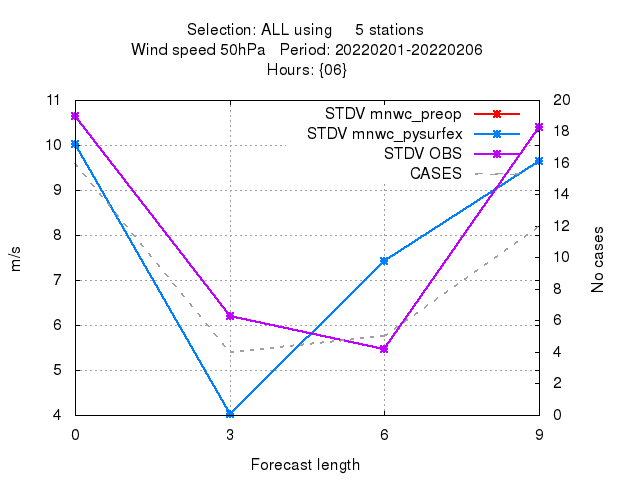 Selection: ALL using     5 stations
Wind speed 50hPa   Period: 20220201-20220206
Hours: {06}
STDV mnwc_preop
STDV mnwc_pysurfex
STDV OBS
CASES
11
10
9
8
7
6
5
4
m/s
20
18
16
14
12
10
8
6
4
2
0
No cases
0 3 6 9
Forecast length